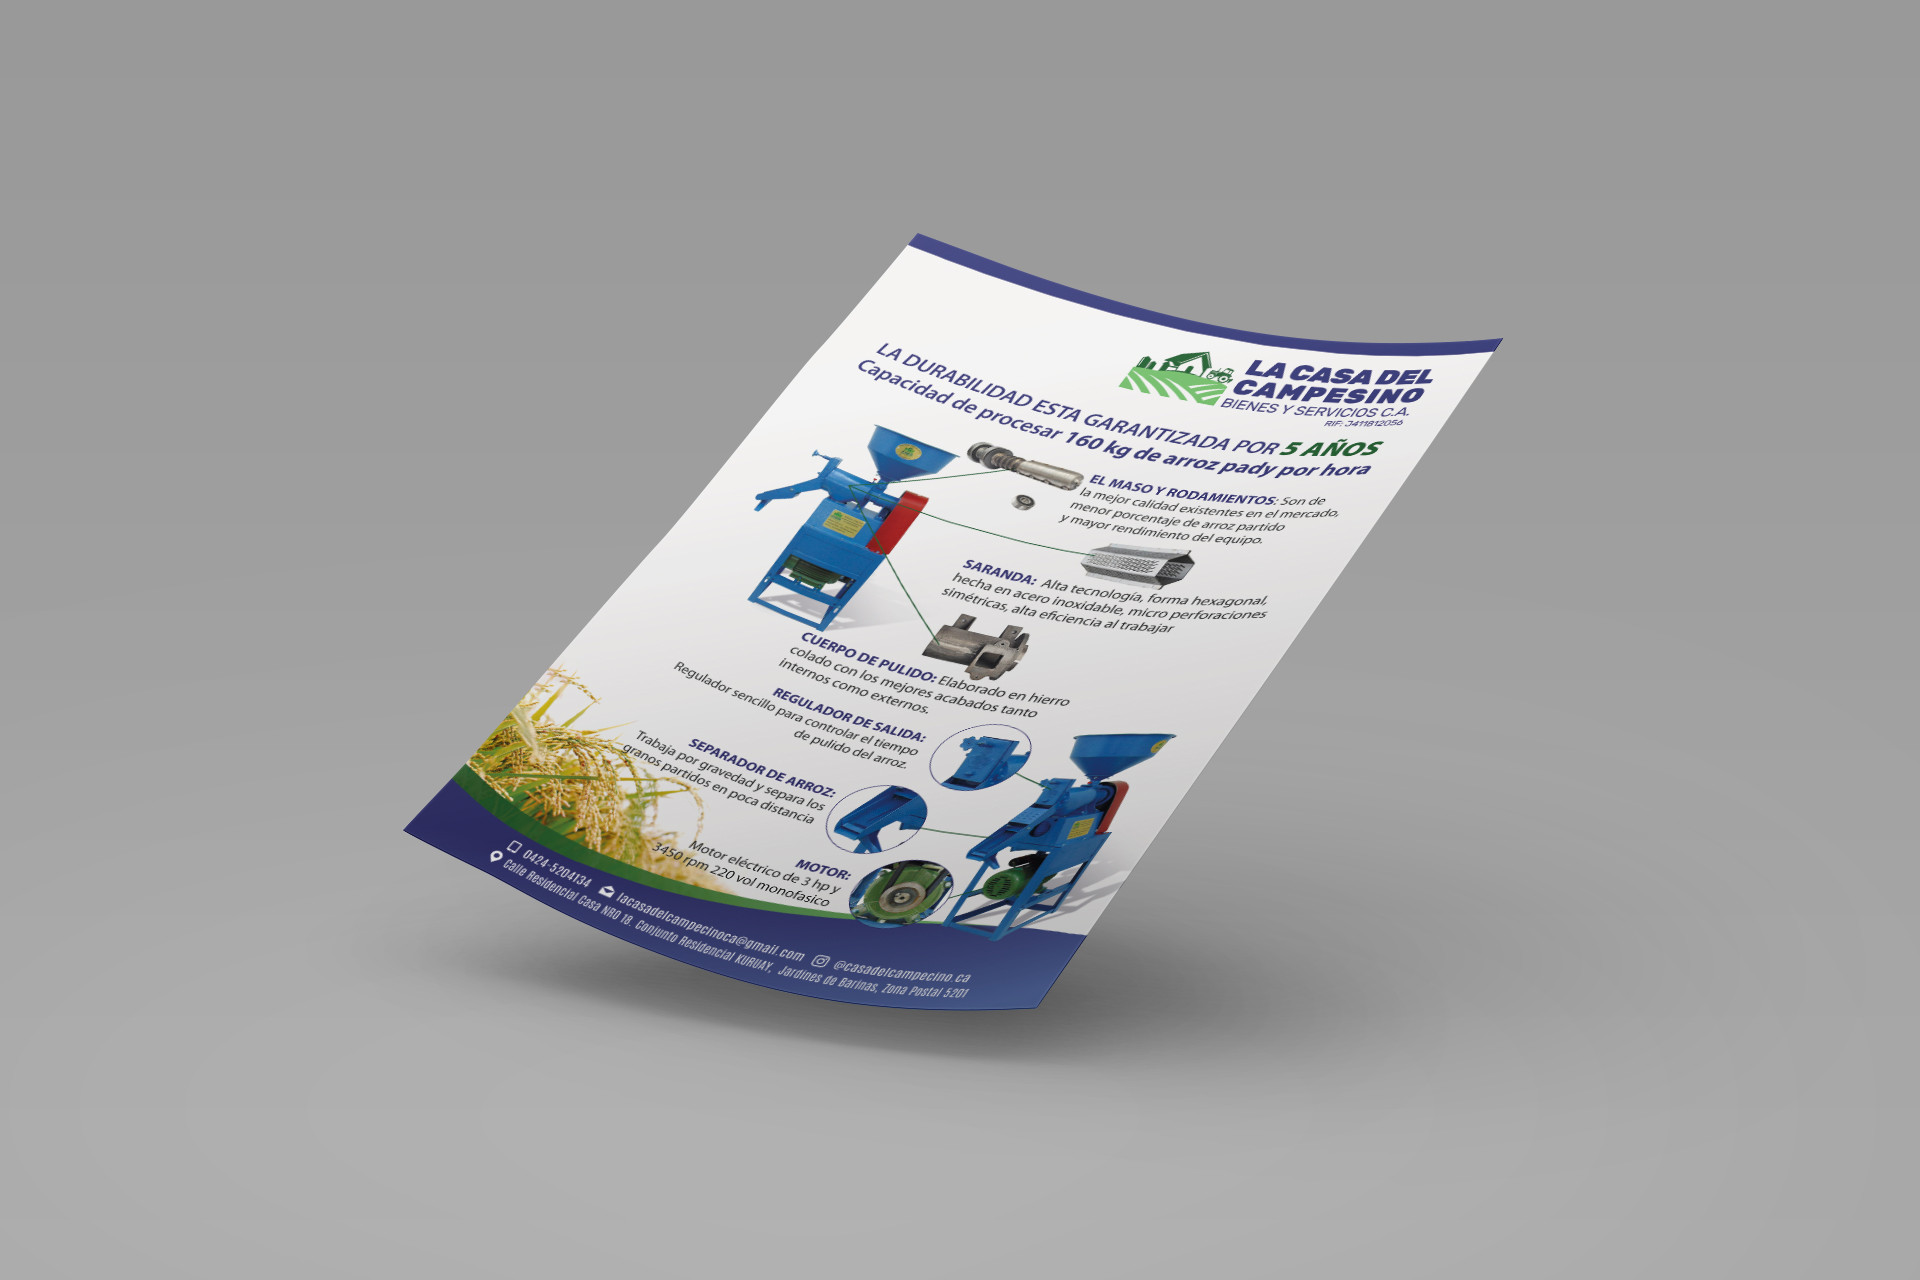 LA CASA DEL
CAMPESINO
BIENES Y SERVICIOS C.A.
RIF: J411812056
LA DURABILIDAD ESTA GARANTIZADA POR 5 AÑOS
Capacidad de procesar 160 kg de arroz pady por hora
EL MASO Y RODAMIENTOS: Son de
la mejor calidad existentes en el mercado,
menor porcentaje de arroz partido
y mayor rendimiento del equipo.
SARANDA: Alta tecnología, forma hexagonal,
hecha en acero inoxidable, micro perforaciones
simétricas, alta eficiencia al trabajar
CUERPO DE PULIDO: Elaborado en hierro
colado con los mejores acabados tanto
internos como externos.
REGULADOR DE SALIDA:
Regulador sencillo para controlar el tiempo
de pulido del arroz.
SEPARADOR DE ARROZ:
Trabaja por gravedad y separa los
granos partidos en poca distancia
MOTOR:
Motor eléctrico de 3 hp y
3450 rpm 220 vol monofasico
0424-5204134 lacasadelcampecinoca@gmail.com @casadelcampecino.ca
Calle Residencial Casa NRO 18. Conjunto Residencial KURUAY, Jardines de Barinas, Zona Postal 5201